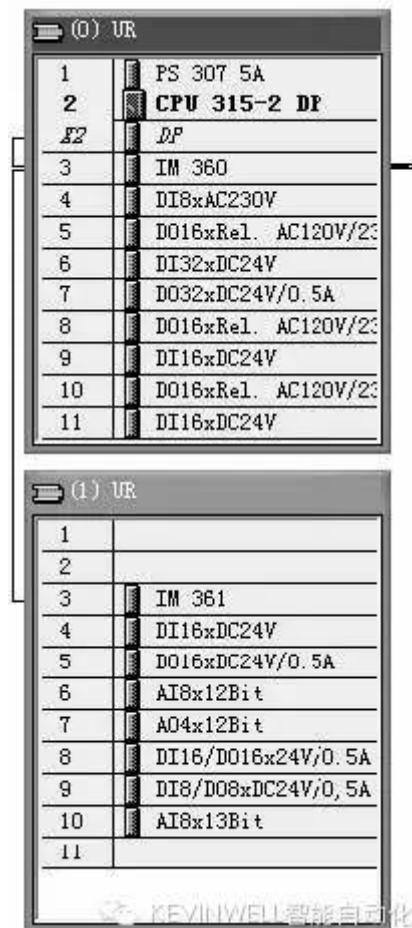 (0) UR
1 PS 307 5A
2 CPU 315-2 DP
X2 DP
3 IM 360
4 DI8xAC230V
5 DO16xRel. AC120V/23
6 DI32xDC24V
7 DO32xDC24V/0.5A
8 DO16xRel. AC120V/23
9 DI16xDC24V
10 DO16xRel. AC120V/23
11 DI16xDC24V
(1) UR
1
2
3 IM 361
4 DI16xDC24V
5 DO16xDC24V/0.5A
6 AI8x12Bit
7 AO4x12Bit
8 DI16/DO16x24V/0.5A
9 DI8/DO8xDC24V/0,5A
10 AI8x13Bit
11
KEVINWELL智能自动化